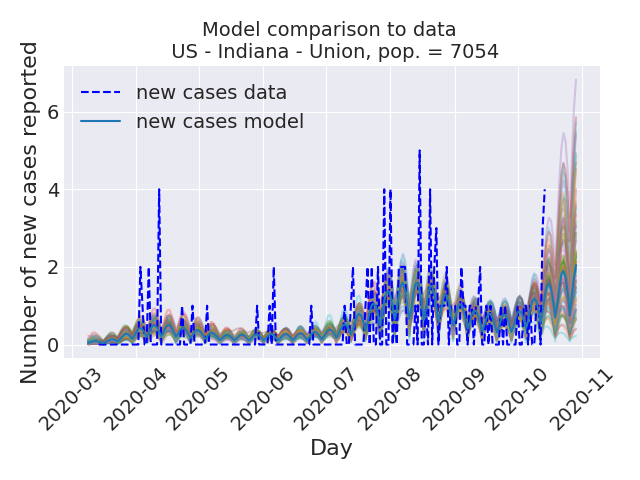 Model comparison to data
US - Indiana - Union, pop. = 7054
Number of new cases reported
new cases data
new cases model
6
4
2
0
2020-03
2020-04
2020-05
2020-06
2020-07
2020-08
2020-09
2020-10
2020-11
Day